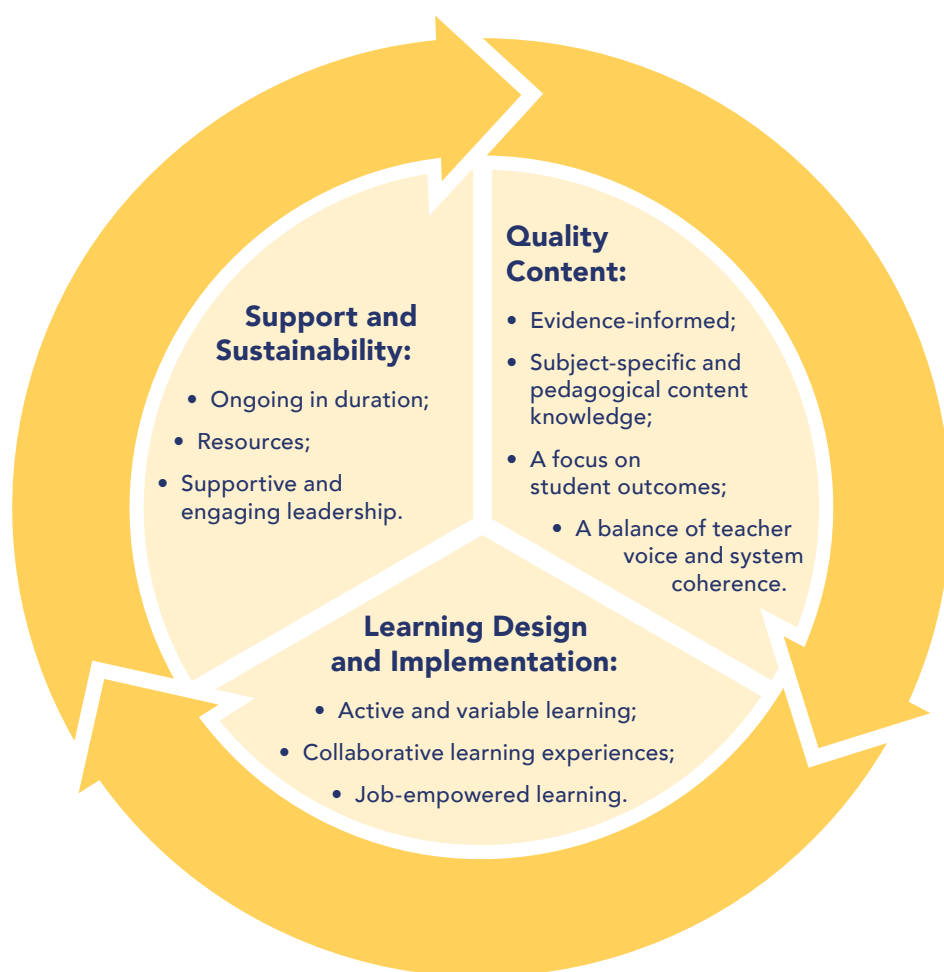 Quality
Content:
• Evidence-informed;
• Subject-specific and
pedagogical content
knowledge;
• A focus on
student outcomes;
• A balance of teacher
voice and system
coherence.
Support and
Sustainability:
• Ongoing in duration;
• Resources;
• Supportive and
engaging leadership.
Learning Design
and Implementation:
• Active and variable learning;
• Collaborative learning experiences;
• Job-empowered learning.